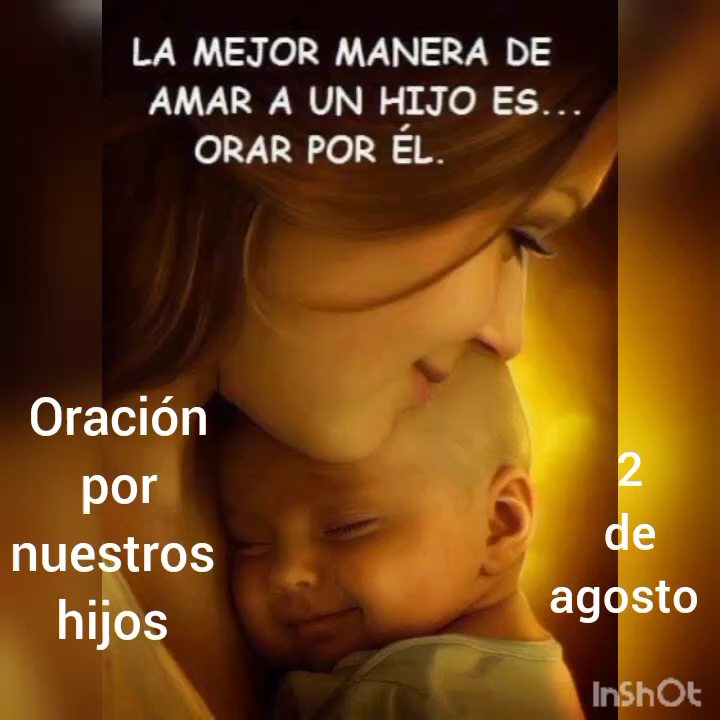 LA MEJOR MANERA DE
AMAR A UN HIJO ES...
ORAR POR ÉL.
Oración
por
nuestros
hijos
2
de
agosto
InShOt